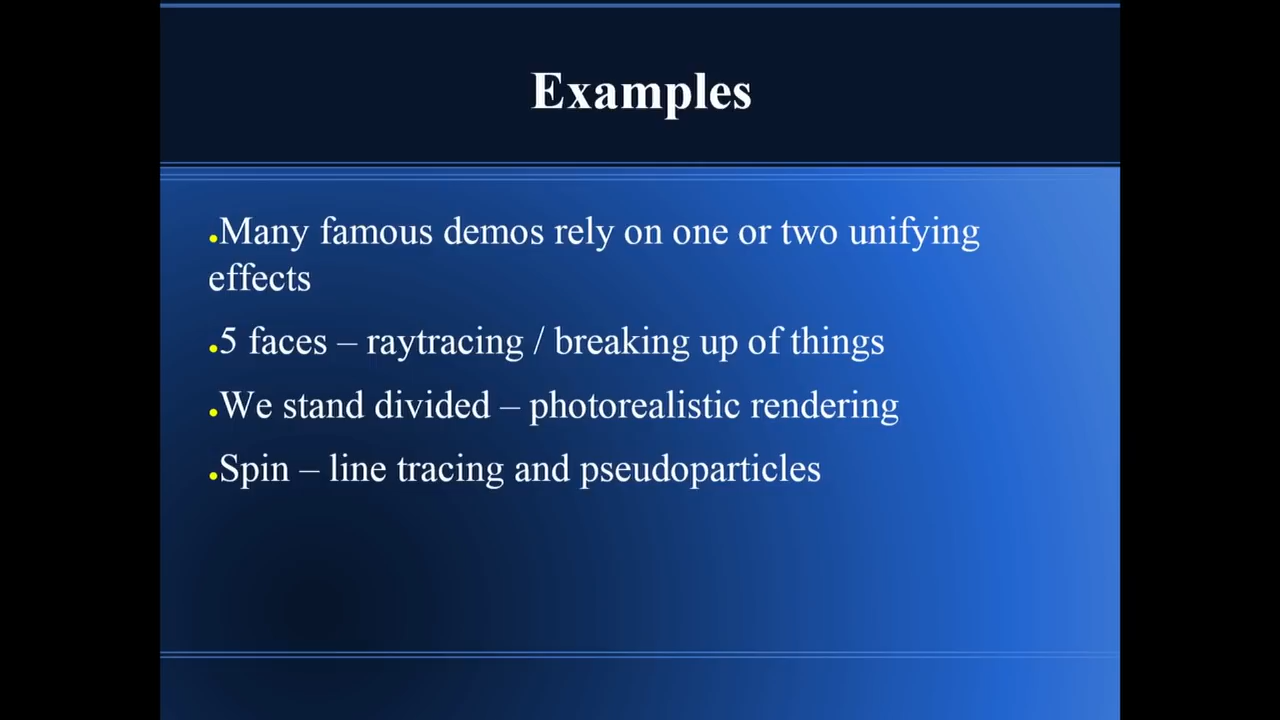 Examples
•Many famous demos rely on one or two unifying
effects
•5 faces – raytracing / breaking up of things
•We stand divided – photorealistic rendering
•Spin – line tracing and pseudoparticles